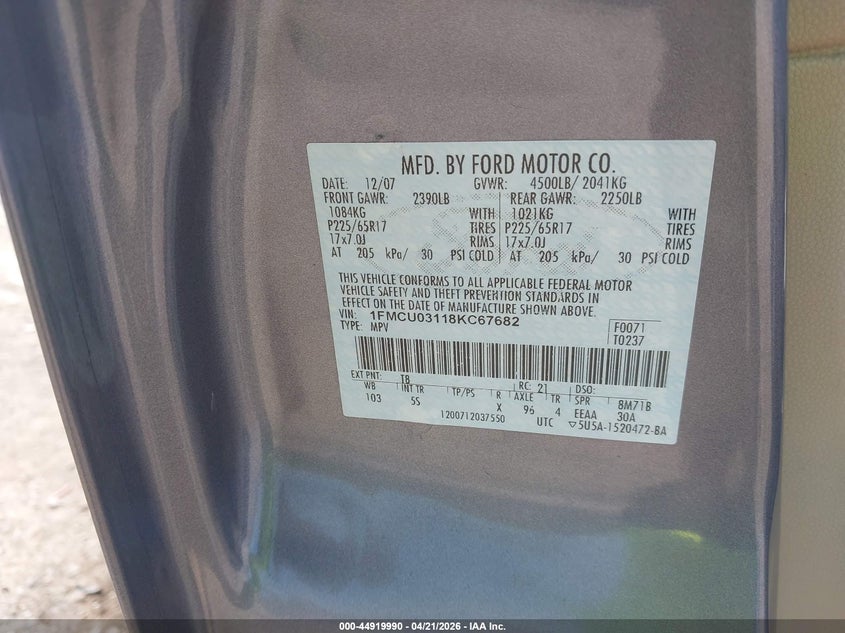 MFD. BY FORD MOTOR CO.
DATE: 12/07 GVWR: 4500LB/ 2041KG
FRONT GAWR: 2390LB REAR GAWR: 2250LB
1084KG WITH 1021KG WITH
P225/65R17 TIRES P225/65R17 TIRES
17x7.0J RIMS 17x7.0J RIMS
AT 205 kPa/ 30 PSI COLD AT 205 kPa/ 30 PSI COLD
THIS VEHICLE CONFORMS TO ALL APPLICABLE FEDERAL MOTOR
VEHICLE SAFETY AND THEFT PREVENTION STANDARDS IN
EFFECT ON THE DATE OF MANUFACTURE SHOWN ABOVE.
VIN: 1FMCU03118KC67682 F0071
TYPE: MPV T0237
EXT PNT: TB RC: 21 DSO:
WB INT TR TP/PS R AXLE TR SPR 8M71B
103 5S X 96 4 EEAA 30A
1200712037550 UTC ▽5U5A-1520472-BA
000-44919990 - 04/21/2026 - IAA Inc.